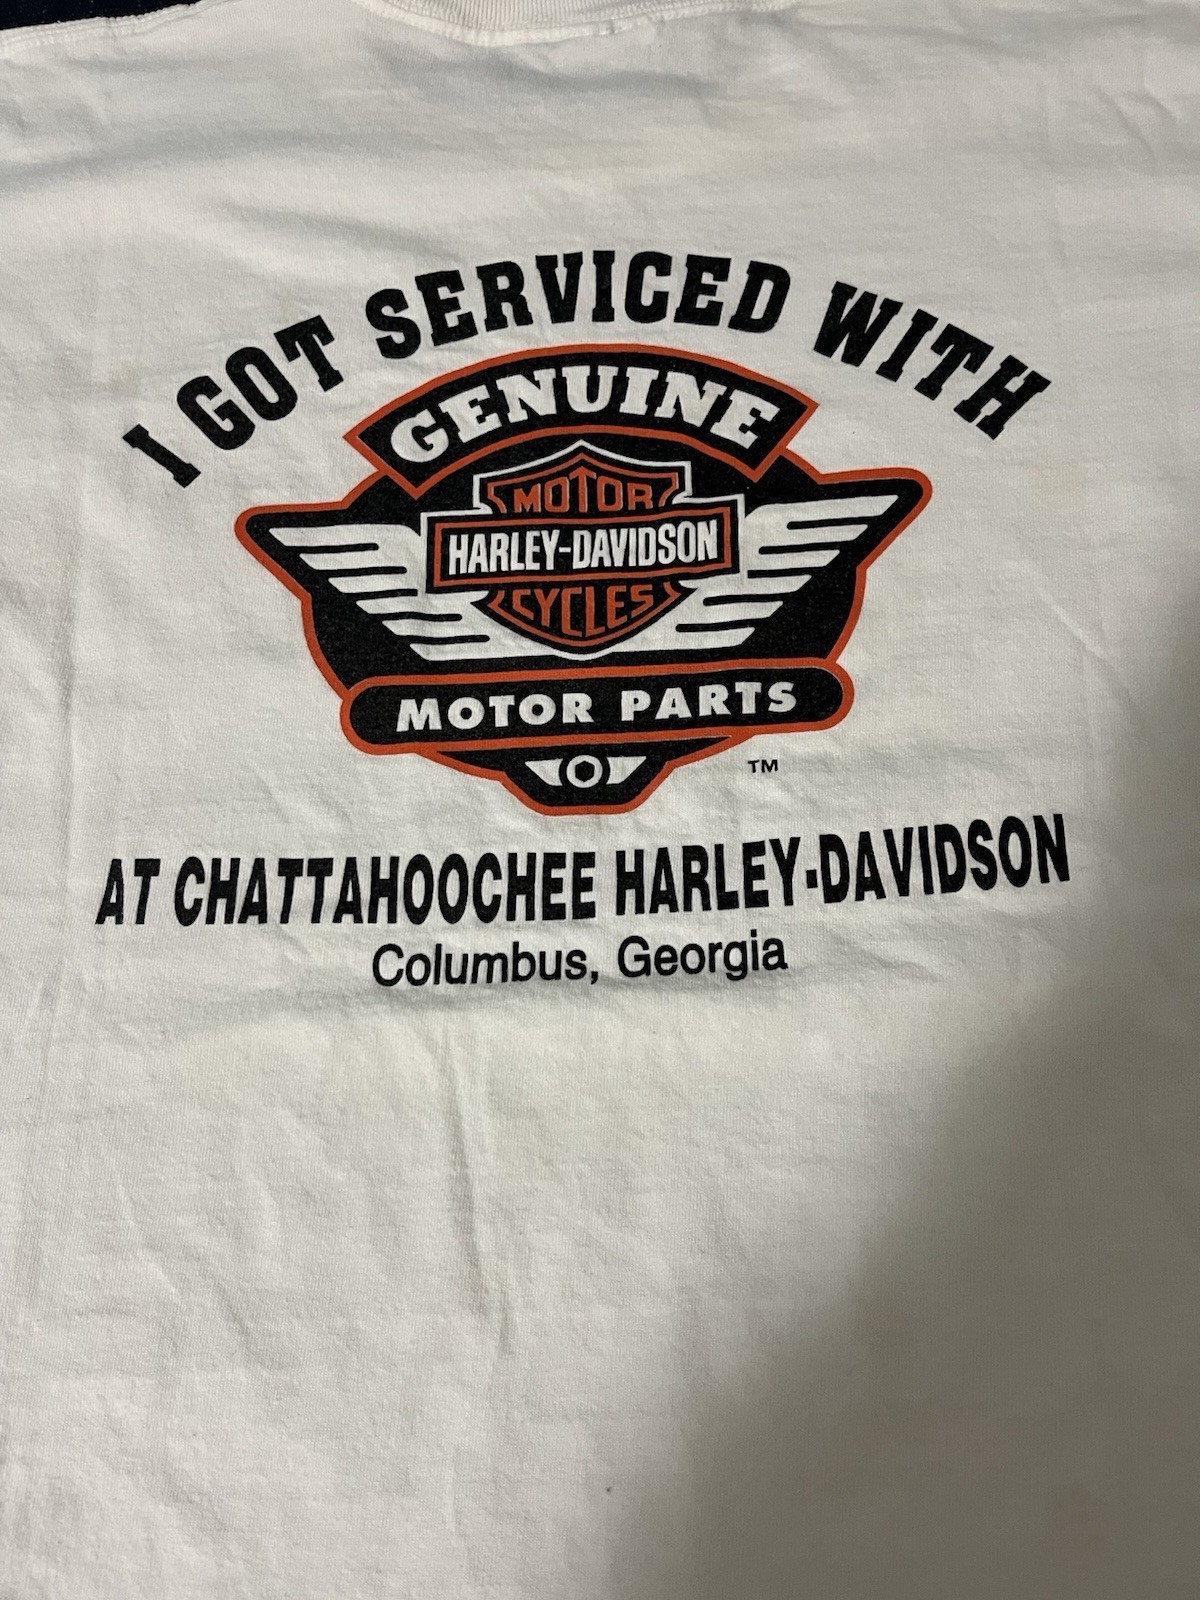 I GOT SERVICED WITH
GENUINE
MOTOR
HARLEY-DAVIDSON
CYCLES
MOTOR PARTS
TM
AT CHATTAHOOCHEE HARLEY-DAVIDSON
Columbus, Georgia